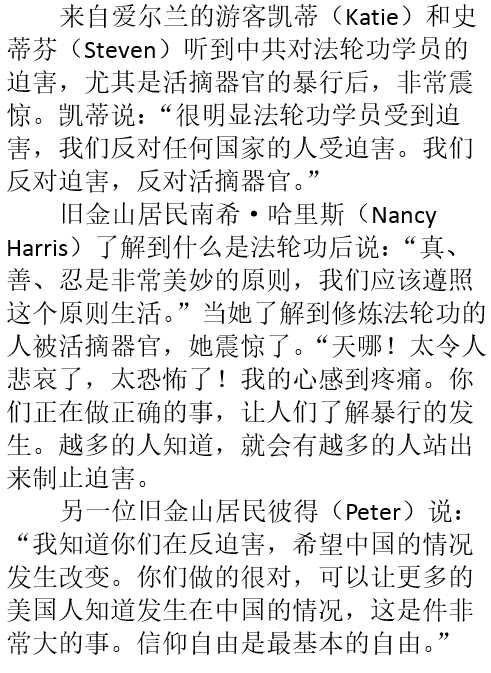 来自爱尔兰的游客凯蒂（Katie）和史
蒂芬（Steven）听到中共对法轮功学员的
迫害，尤其是活摘器官的暴行后，非常震
惊。凯蒂说：“很明显法轮功学员受到迫
害，我们反对任何国家的人受迫害。我们
反对迫害，反对活摘器官。”
旧金山居民南希·哈里斯（Nancy
Harris）了解到什么是法轮功后说：“真、
善、忍是非常美妙的原则，我们应该遵照
这个原则生活。”当她了解到修炼法轮功的
人被活摘器官，她震惊了。“天哪！太令人
悲哀了，太恐怖了！我的心感到疼痛。你
们正在做正确的事，让人们了解暴行的发
生。越多的人知道，就会有越多的人站出
来制止迫害。
另一位旧金山居民彼得（Peter）说：
“我知道你们在反迫害，希望中国的情况
发生改变。你们做的很对，可以让更多的
美国人知道发生在中国的情况，这是件非
常大的事。信仰自由是最基本的自由。”